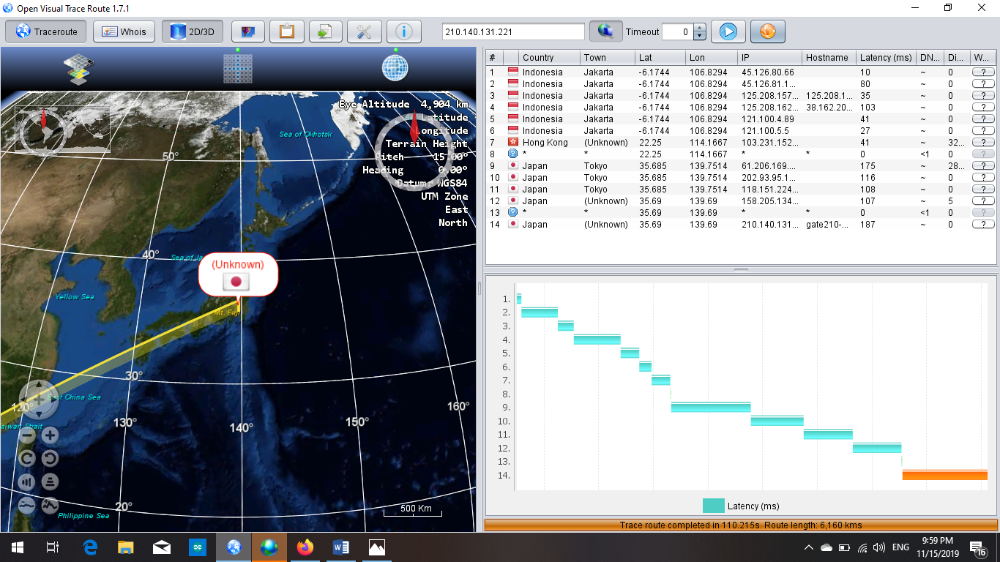 Open Visual Trace Route 1.7.1
Traceroute Whois 2D/3D 210.140.131.221 Timeout 0
Eye Altitude 4,904 km
Latitude
Longitude
Terrain Height
Pitch 15.00°
Heading 0.00°
Datum: WGS84
UTM Zone
East
North
Sea of Okhotsk
50°
40°
Sea of Ja
(Unknown)
Yellow Sea
Mt. Fuji
30°
East China Sea
120°
Taiwan Strait
130°
140°
150°
160°
20°
Philippine Sea
500 Km
# Country Town Lat Lon IP Hostname Latency (ms) DN... Di... W...
1 Indonesia Jakarta -6.1744 106.8294 45.126.80.66 10 ~ 0 ?
2 Indonesia Jakarta -6.1744 106.8294 45.126.81.1... 80 ~ 0 ?
3 Indonesia Jakarta -6.1744 106.8294 125.208.157... 125.208.1... 35 ~ 0 ?
4 Indonesia Jakarta -6.1744 106.8294 125.208.162... 38.162.20... 103 ~ 0 ?
5 Indonesia Jakarta -6.1744 106.8294 121.100.4.89 41 ~ 0 ?
6 Indonesia Jakarta -6.1744 106.8294 121.100.5.5 27 ~ 0 ?
7 Hong Kong (Unknown) 22.25 114.1667 103.231.152... 41 ~ 32... ?
8 * * 22.25 114.1667 * * 0 <1 0 ?
9 Japan Tokyo 35.685 139.7514 61.206.169.... 175 ~ 28... ?
10 Japan Tokyo 35.685 139.7514 202.93.95.1... 116 ~ 0 ?
11 Japan Tokyo 35.685 139.7514 118.151.224... 108 ~ 0 ?
12 Japan (Unknown) 35.69 139.69 158.205.134... 107 ~ 5 ?
13 * * 35.69 139.69 * * 0 <1 0 ?
14 Japan (Unknown) 35.69 139.69 210.140.131... gate210-... 187 ~ 0 ?
1.
2.
3.
4.
5.
6.
7.
8.
9.
10.
11.
12.
13.
14.
Latency (ms)
Trace route completed in 110.215s. Route length: 6,160 kms
ENG
9:59 PM
11/15/2019
16